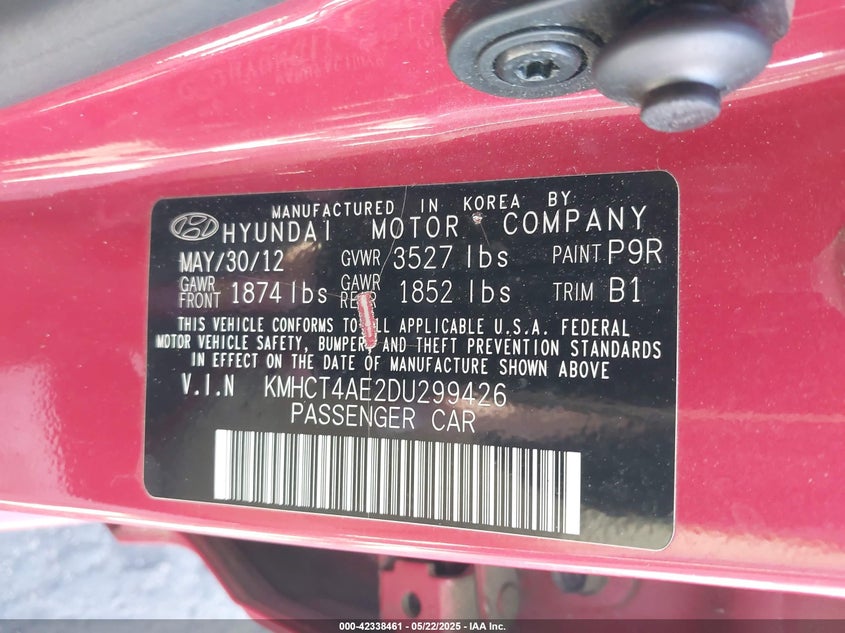 MANUFACTURED IN KOREA BY
HYUNDAI MOTOR COMPANY
MAY/30/12 GVWR 3527 lbs PAINT P9R
GAWR FRONT 1874 lbs GAWR REAR 1852 lbs TRIM B1
THIS VEHICLE CONFORMS TO ALL APPLICABLE U.S.A. FEDERAL
MOTOR VEHICLE SAFETY, BUMPER, AND THEFT PREVENTION STANDARDS
IN EFFECT ON THE DATE OF MANUFACTURE SHOWN ABOVE
V.I.N KMHCT4AE2DU299426
PASSENGER CAR
000-42338461 - 05/22/2025 - IAA Inc.